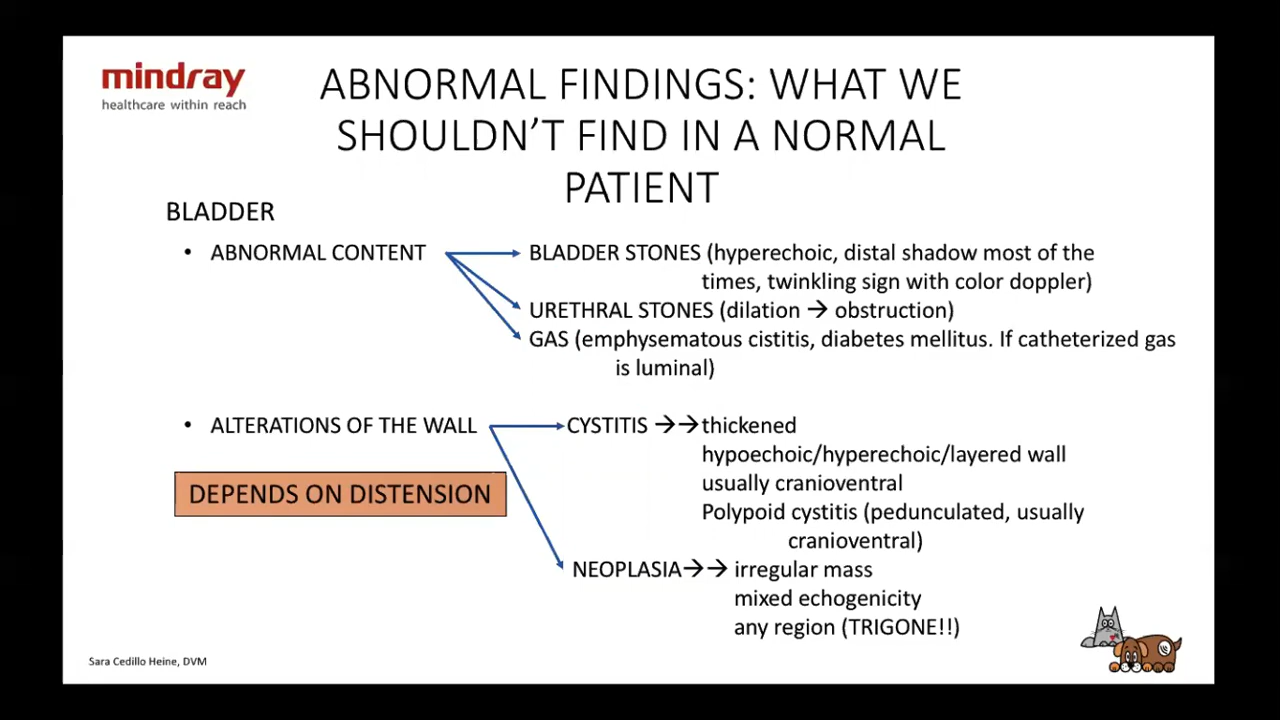 mindray
healthcare within reach
ABNORMAL FINDINGS: WHAT WE
SHOULDN'T FIND IN A NORMAL
PATIENT
BLADDER
• ABNORMAL CONTENT
BLADDER STONES (hyperechoic, distal shadow most of the
times, twinkling sign with color doppler)
URETHRAL STONES (dilation → obstruction)
GAS (emphysematous cistitis, diabetes mellitus. If catheterized gas
is luminal)
• ALTERATIONS OF THE WALL
CYSTITIS →→thickened
hypoechoic/hyperechoic/layered wall
usually cranioventral
Polypoid cystitis (pedunculated, usually
cranioventral)
DEPENDS ON DISTENSION
NEOPLASIA→→ irregular mass
mixed echogenicity
any region (TRIGONE!!)
Sara Cedillo Heine, DVM